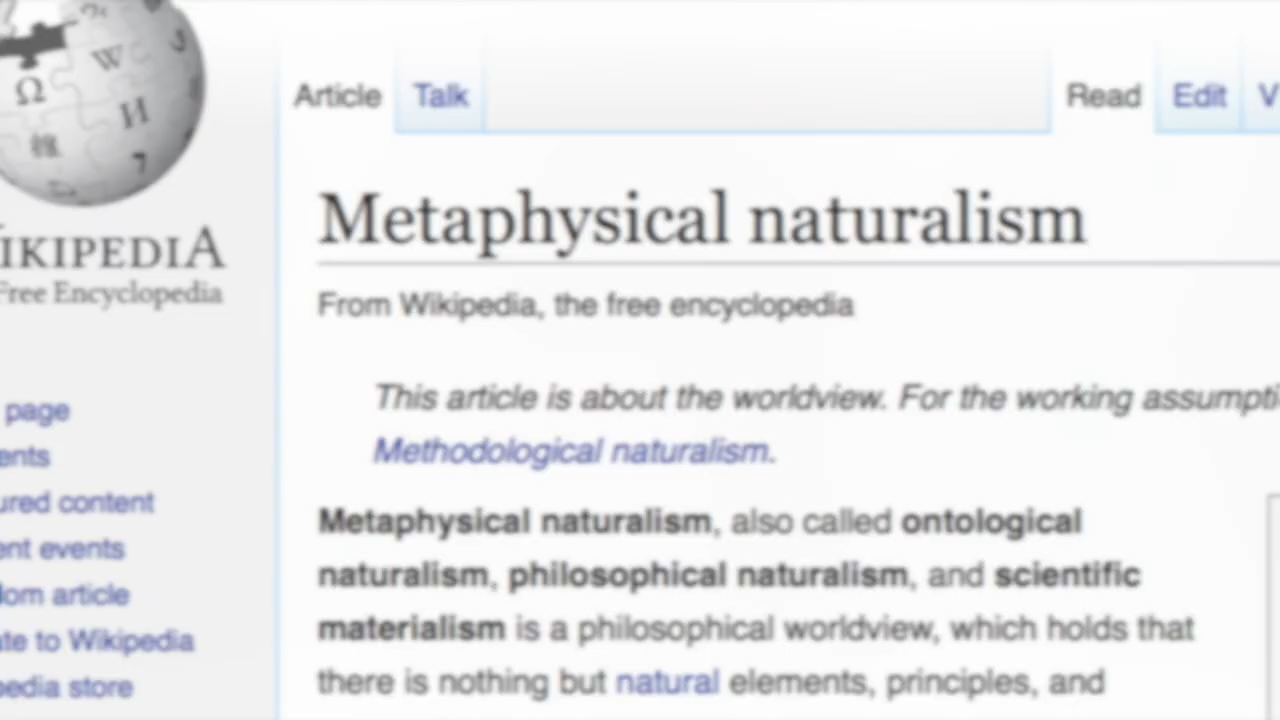 Article Talk Read Edit V
WIKIPEDIA
Free Encyclopedia
Metaphysical naturalism
From Wikipedia, the free encyclopedia
This article is about the worldview. For the working assumpti
Methodological naturalism.
Metaphysical naturalism, also called ontological
naturalism, philosophical naturalism, and scientific
materialism is a philosophical worldview, which holds that
there is nothing but natural elements, principles, and
page
ents
ured content
ent events
dom article
ate to Wikipedia
pedia store